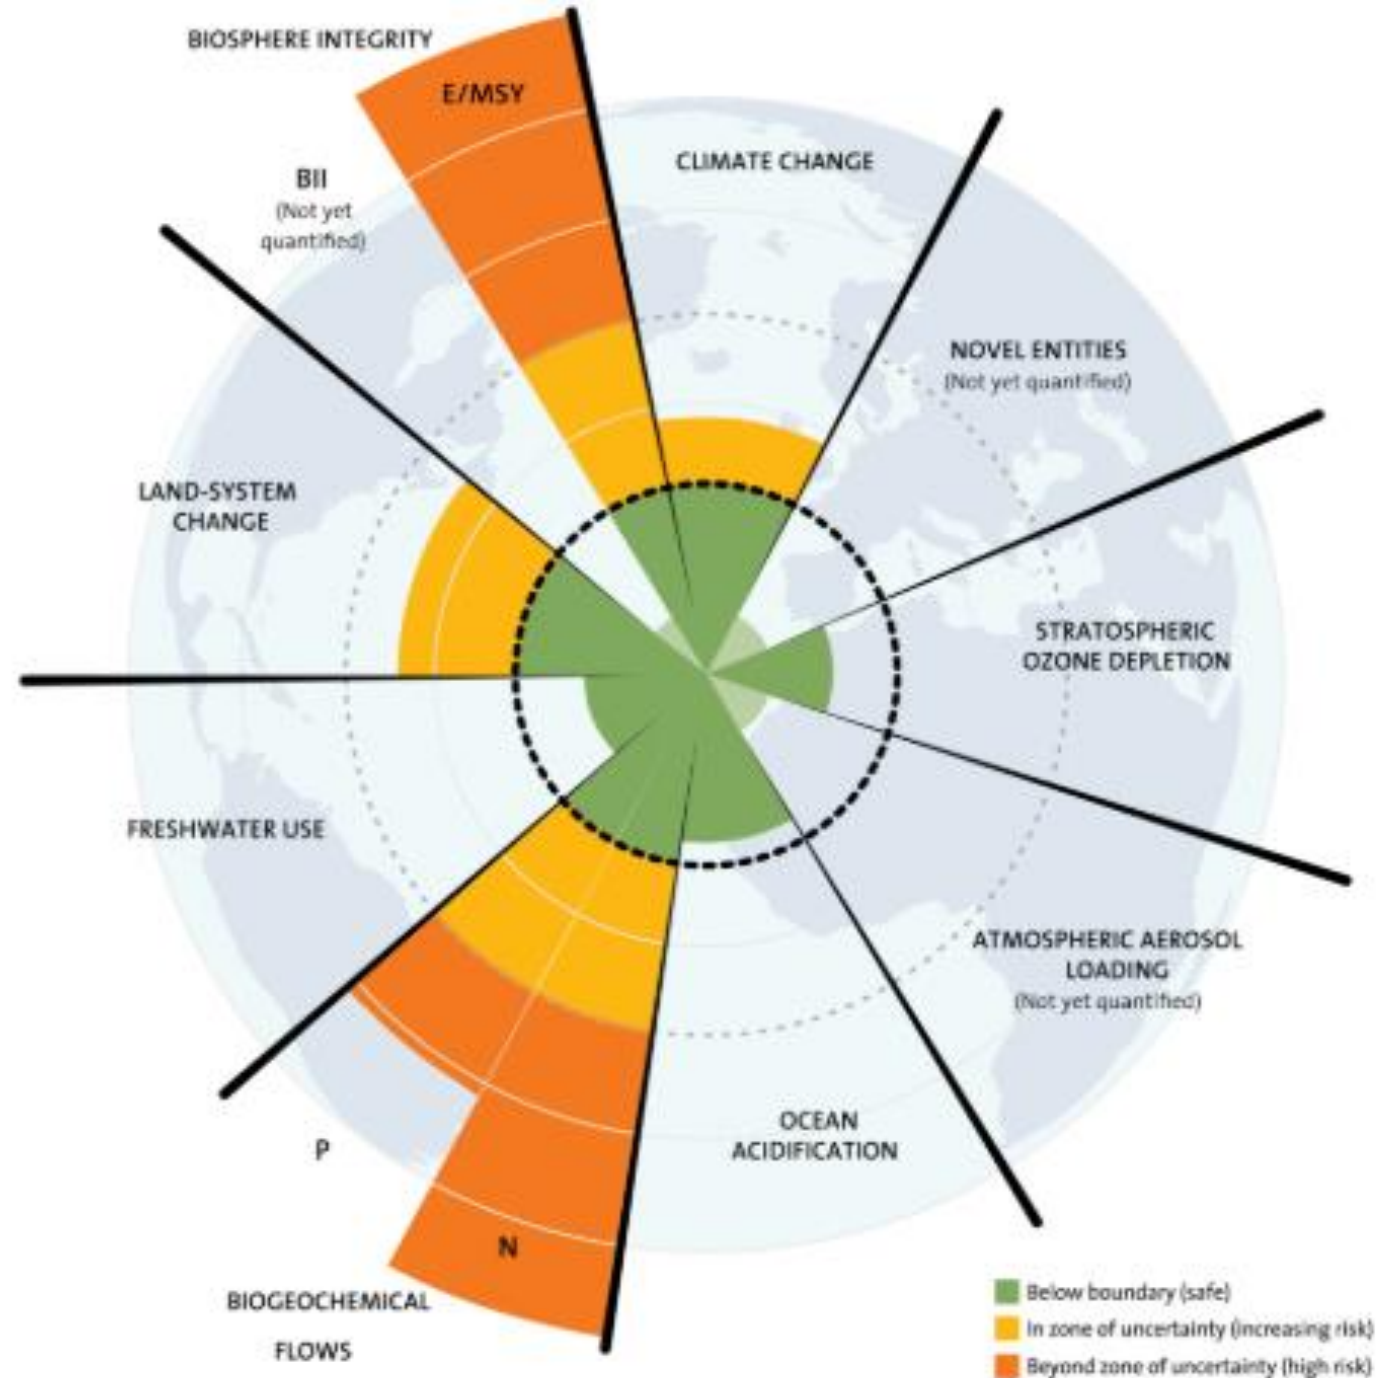 BIOSPHERE INTEGRITY
E/MSY
CLIMATE CHANGE
BII
(Not yet
quantified)
NOVEL ENTITIES
(Not yet quantified)
LAND-SYSTEM
CHANGE
STRATOSPHERIC
OZONE DEPLETION
FRESHWATER USE
ATMOSPHERIC AEROSOL
LOADING
(Not yet quantified)
OCEAN
ACIDIFICATION
P
N
BIOGEOCHEMICAL
FLOWS
Below boundary (safe)
In zone of uncertainty (increasing risk)
Beyond zone of uncertainty (high risk)